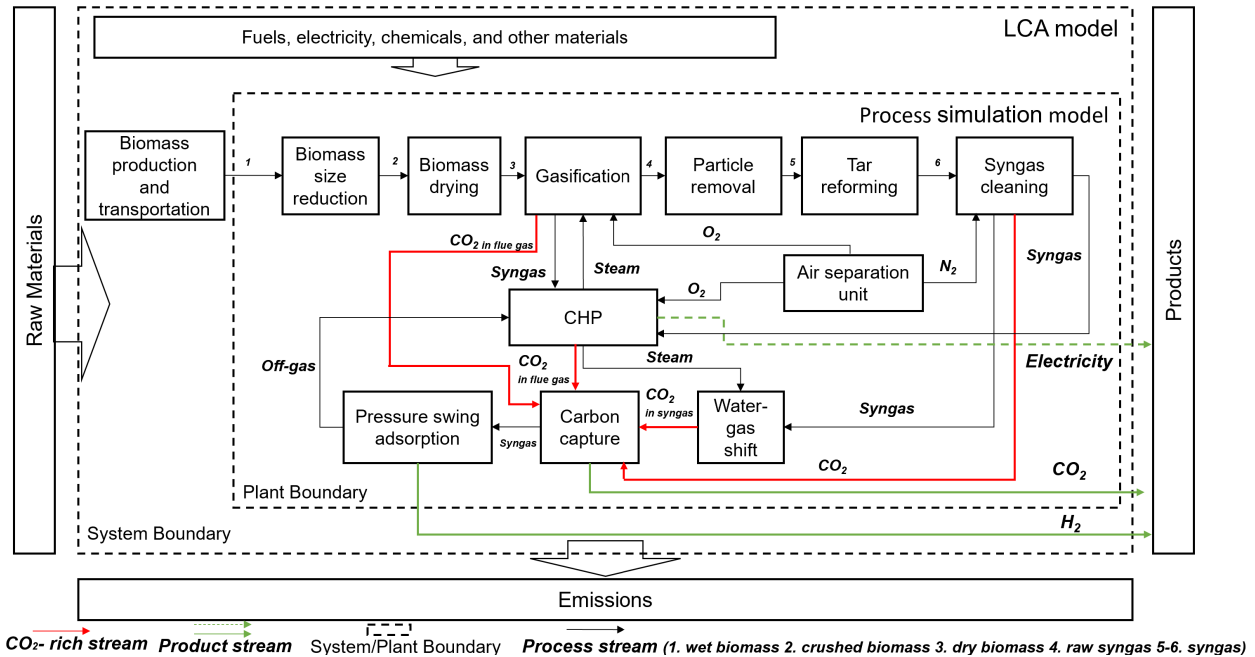 LCA model
Fuels, electricity, chemicals, and other materials
Process simulation model
Raw Materials
Products
Biomass
production
and
transportation
1
Biomass
size
reduction
2
Biomass
drying
3
Gasification
4
Particle
removal
5
Tar
reforming
6
Syngas
cleaning
CO2 in flue gas
Syngas
Steam
O2
Air separation
unit
N2
Syngas
O2
CHP
Electricity
Off-gas
CO2
in flue gas
Steam
CO2
in syngas
Syngas
Pressure swing
adsorption
Syngas
Carbon
capture
Water-
gas
shift
CO2
CO2
Plant Boundary
H2
System Boundary
Emissions
CO2- rich stream
Product stream
System/Plant Boundary
Process stream (1. wet biomass 2. crushed biomass 3. dry biomass 4. raw syngas 5-6. syngas)